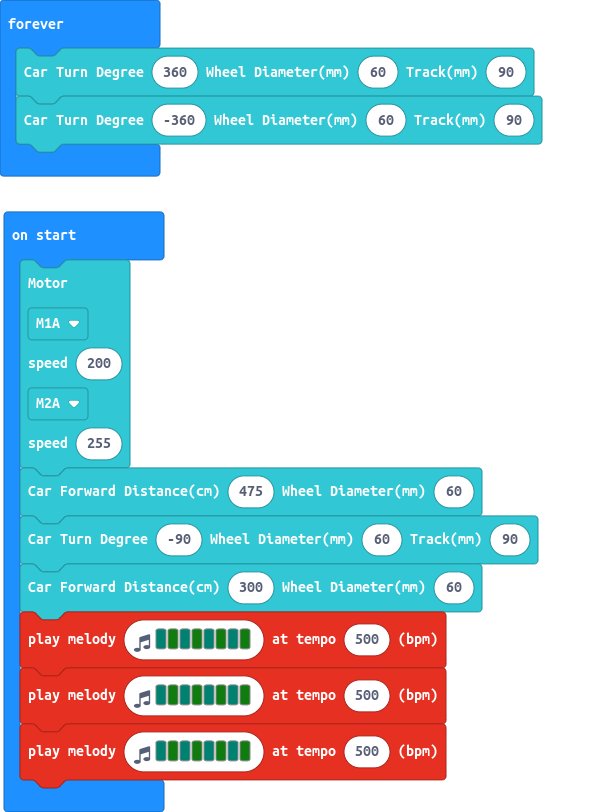 forever
Car Turn Degree 360 Wheel Diameter(mm) 60 Track(mm) 90
Car Turn Degree -360 Wheel Diameter(mm) 60 Track(mm) 90
on start
Motor
M1A
speed 200
M2A
speed 255
Car Forward Distance(cm) 475 Wheel Diameter(mm) 60
Car Turn Degree -90 Wheel Diameter(mm) 60 Track(mm) 90
Car Forward Distance(cm) 300 Wheel Diameter(mm) 60
play melody at tempo 500 (bpm)
play melody at tempo 500 (bpm)
play melody at tempo 500 (bpm)